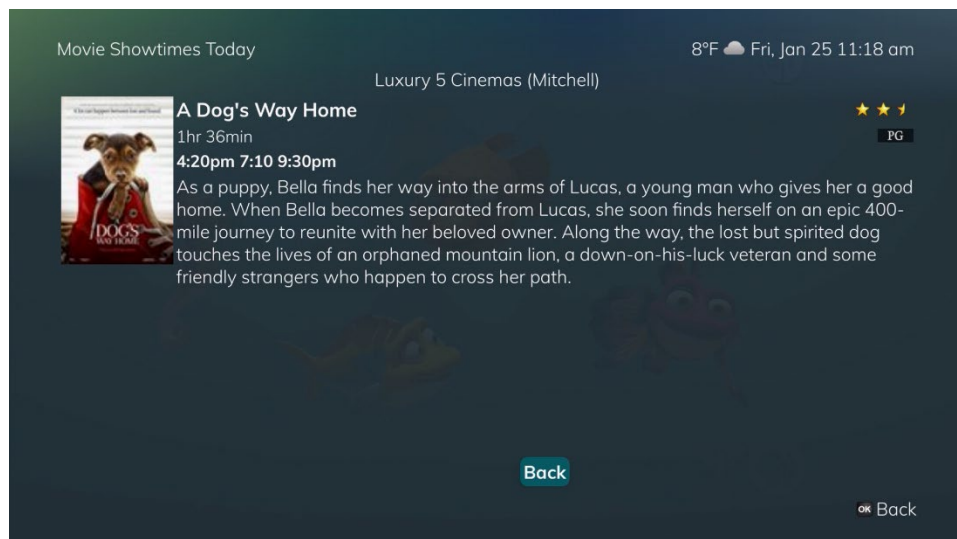 Movie Showtimes Today
8°F Fri, Jan 25 11:18 am
Luxury 5 Cinemas (Mitchell)
A Dog's Way Home
PG
1hr 36min
4:20pm 7:10 9:30pm
As a puppy, Bella finds her way into the arms of Lucas, a young man who gives her a good
home. When Bella becomes separated from Lucas, she soon finds herself on an epic 400-
mile journey to reunite with her beloved owner. Along the way, the lost but spirited dog
touches the lives of an orphaned mountain lion, a down-on-his-luck veteran and some
friendly strangers who happen to cross her path.
DOG'S
WAY HOME
Back
OK Back